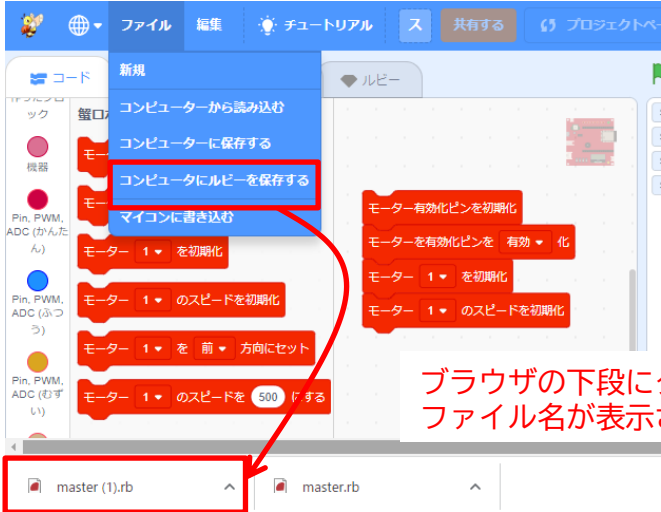 ファイル
編集
チュートリアル
ス
共有する
プロジェクトペー
コード
ルビー
新規
コンピューターから読み込む
コンピューターに保存する
コンピュータにルビーを保存する
マイコンに書き込む
ック
機器
Pin, PWM,
ADC (かんた
ん)
Pin, PWM,
ADC (ふつ
う)
Pin, PWM,
ADC (むず
い)
蟹ロ
モー
モー
モーター 1 を初期化
モーター 1 のスピードを初期化
モーター 1 を 前 方向にセット
モーター 1 のスピードを 500 にする
モーター有効化ピンを初期化
モーターを有効化ピンを 有効 化
モーター 1 を初期化
モーター 1 のスピードを初期化
ブラウザの下段に
ファイル名が表示
master (1).rb
master.rb